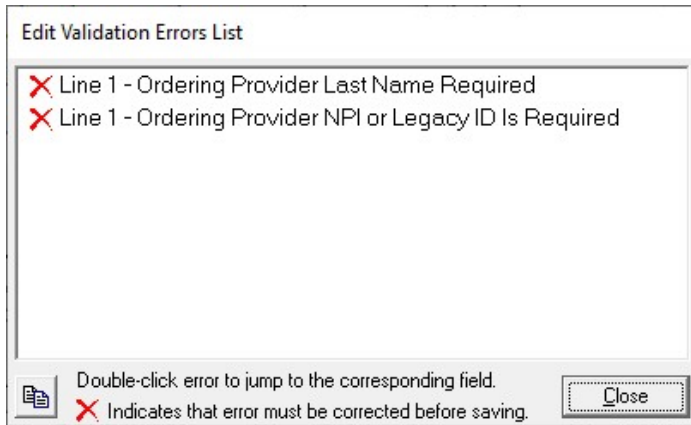 Edit Validation Errors List
Line 1 - Ordering Provider Last Name Required
Line 1 - Ordering Provider NPI or Legacy ID Is Required
Double-click error to jump to the corresponding field.
Indicates that error must be corrected before saving.
Close